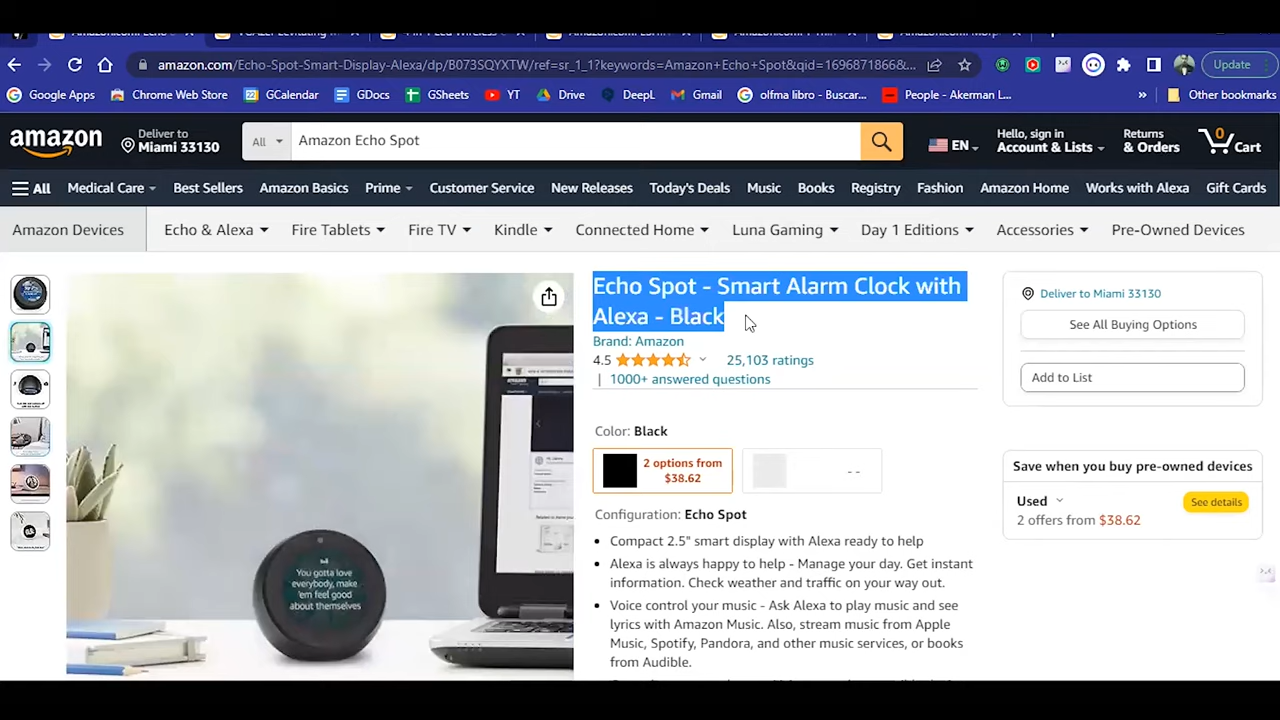 amazon.com/Echo-Spot-Smart-Display-Alexa/dp/B073SQYXTW/ref=sr_1_1?keywords=Amazon+Echo+Spot&qid=1696871866&...
Update
Google Apps Chrome Web Store GCalendar GDocs GSheets YT Drive DeepL Gmail olfma libro - Buscar... People - Akerman L... » Other bookmarks
amazon
Deliver to
Miami 33130
All
Amazon Echo Spot
EN
Hello, sign in
Account & Lists
Returns
& Orders
0
Cart
All Medical Care Best Sellers Amazon Basics Prime Customer Service New Releases Today's Deals Music Books Registry Fashion Amazon Home Works with Alexa Gift Cards
Amazon Devices Echo & Alexa Fire Tablets Fire TV Kindle Connected Home Luna Gaming Day 1 Editions Accessories Pre-Owned Devices
You gotta love
everybody, make
'em feel good
about themselves
Echo Spot - Smart Alarm Clock with
Alexa - Black
Brand: Amazon
4.5 25,103 ratings
| 1000+ answered questions
Color: Black
2 options from
$38.62
--
Configuration: Echo Spot
• Compact 2.5" smart display with Alexa ready to help
• Alexa is always happy to help - Manage your day. Get instant
information. Check weather and traffic on your way out.
• Voice control your music - Ask Alexa to play music and see
lyrics with Amazon Music. Also, stream music from Apple
Music, Spotify, Pandora, and other music services, or books
from Audible.
Deliver to Miami 33130
See All Buying Options
Add to List
Save when you buy pre-owned devices
Used
2 offers from $38.62
See details